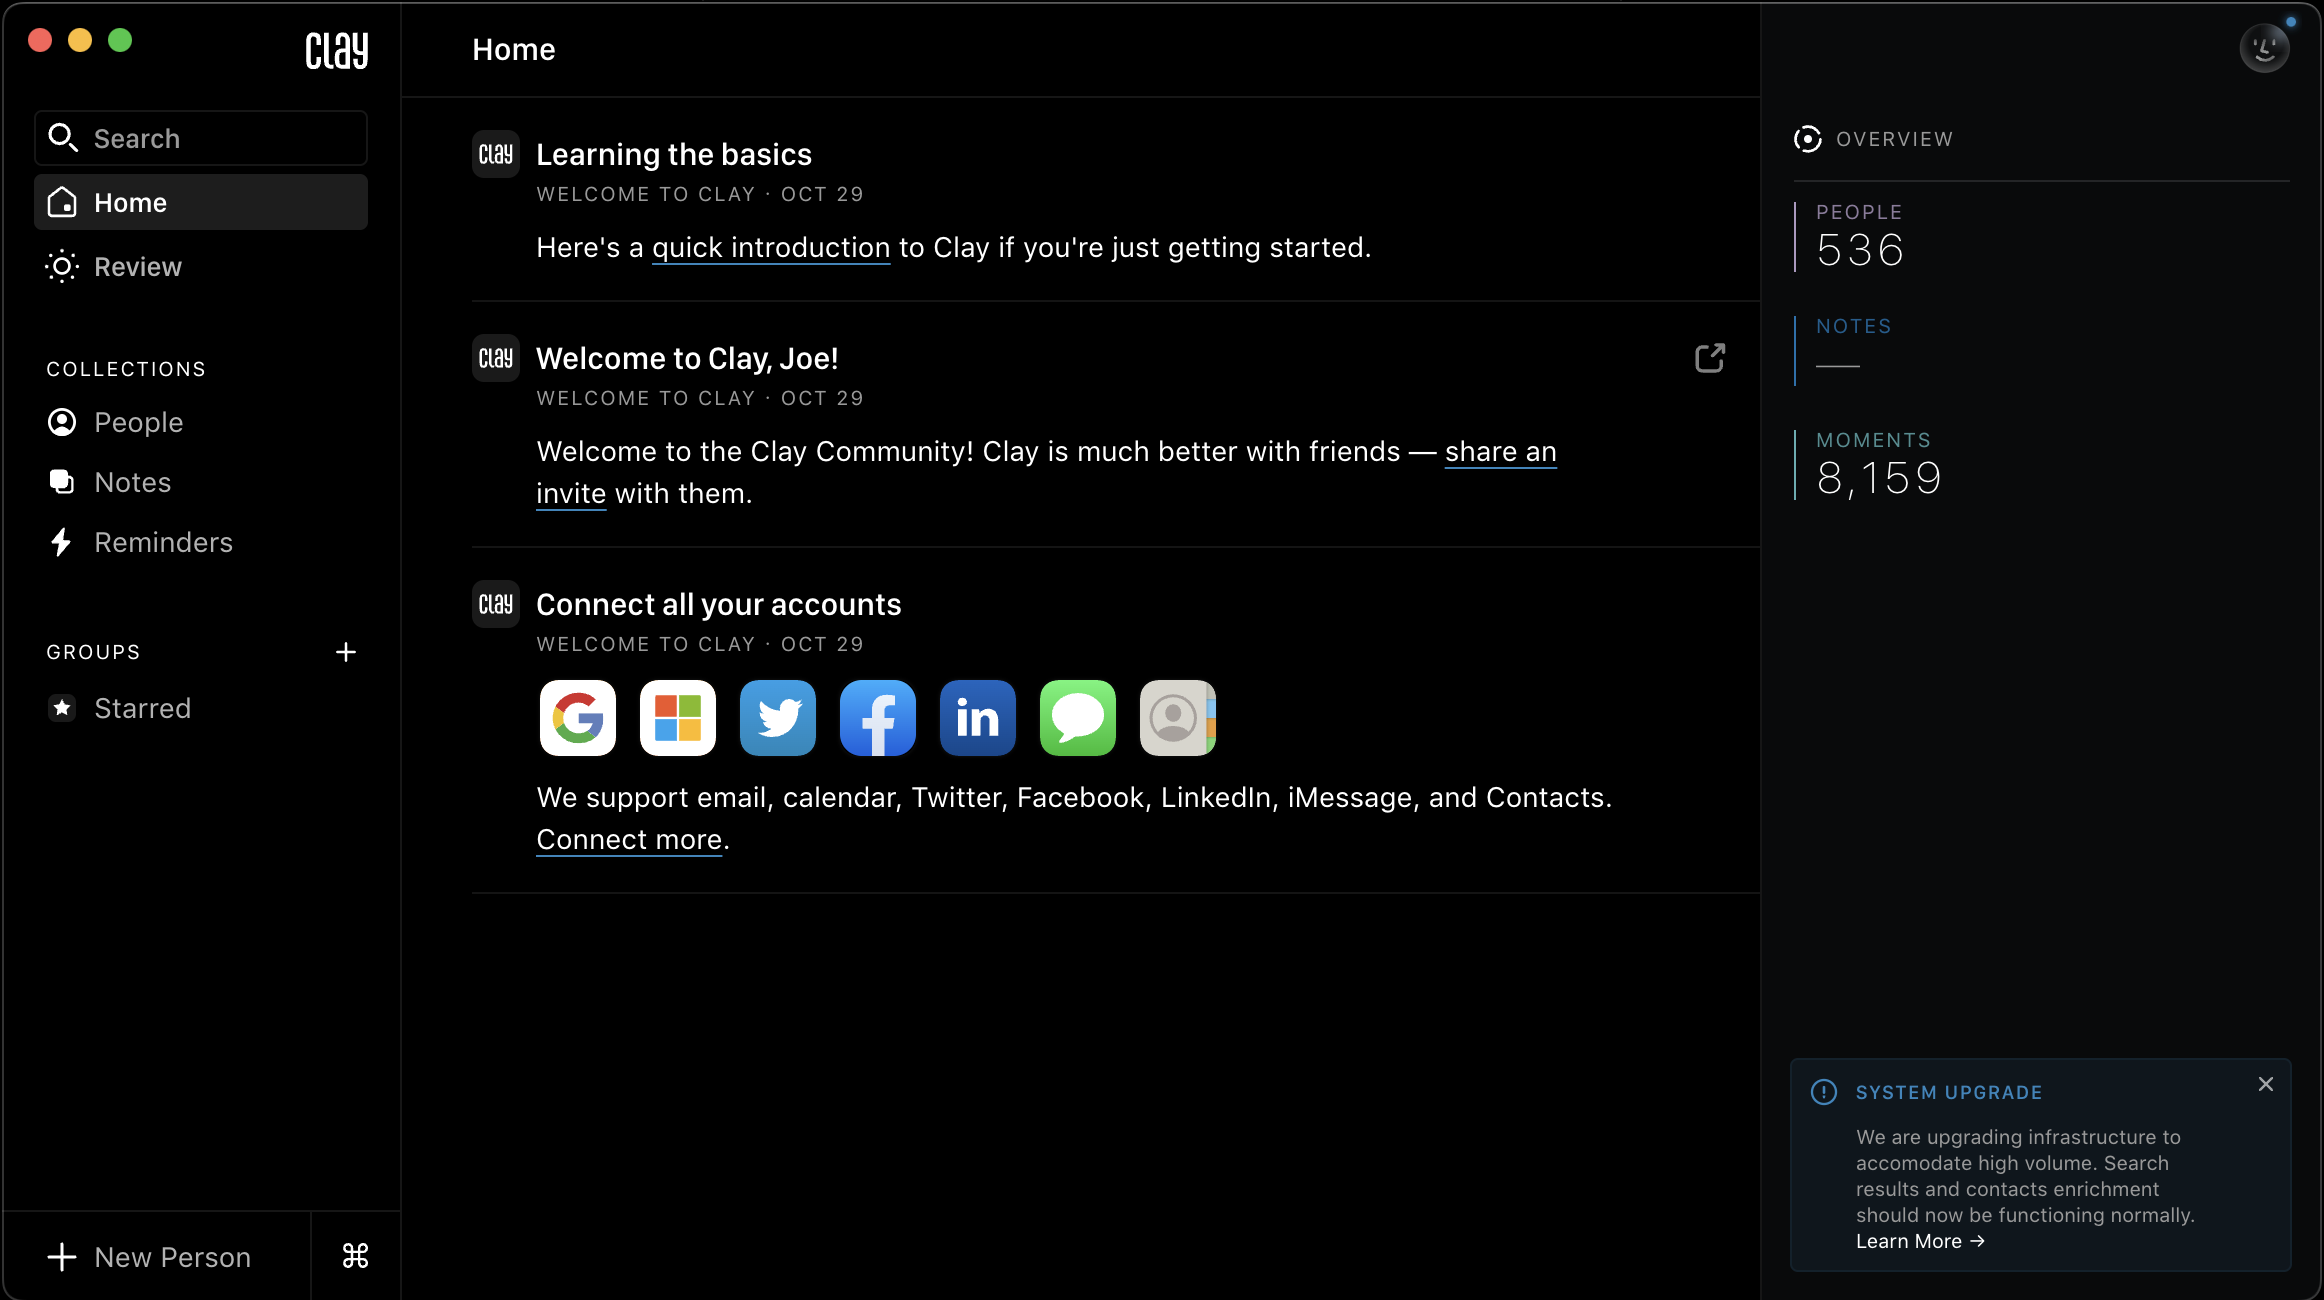 CLAY
Search
Home
Review
COLLECTIONS
People
Notes
Reminders
GROUPS
Starred
New Person
Home
CLAY
Learning the basics
WELCOME TO CLAY · OCT 29
Here's a quick introduction to Clay if you're just getting started.
CLAY
Welcome to Clay, Joe!
WELCOME TO CLAY · OCT 29
Welcome to the Clay Community! Clay is much better with friends — share an
invite with them.
CLAY
Connect all your accounts
WELCOME TO CLAY · OCT 29
in
We support email, calendar, Twitter, Facebook, LinkedIn, iMessage, and Contacts.
Connect more.
OVERVIEW
PEOPLE
536
NOTES
—
MOMENTS
8,159
SYSTEM UPGRADE
We are upgrading infrastructure to
accomodate high volume. Search
results and contacts enrichment
should now be functioning normally.
Learn More →